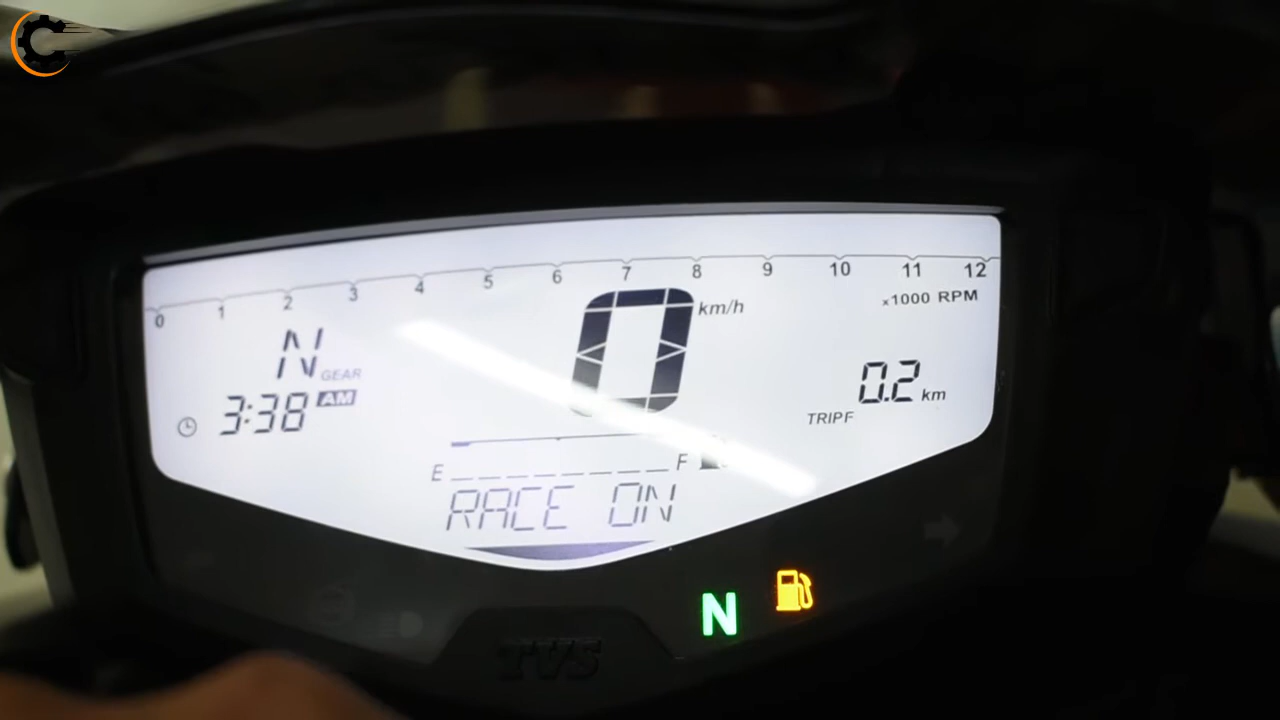 0 1 2 3 4 5 6 7 8 9 10 11 12
x1000 RPM
N GEAR
0 km/h
3:38 AM
0.2 km
TRIP F
E F
RACE ON
N
TVS